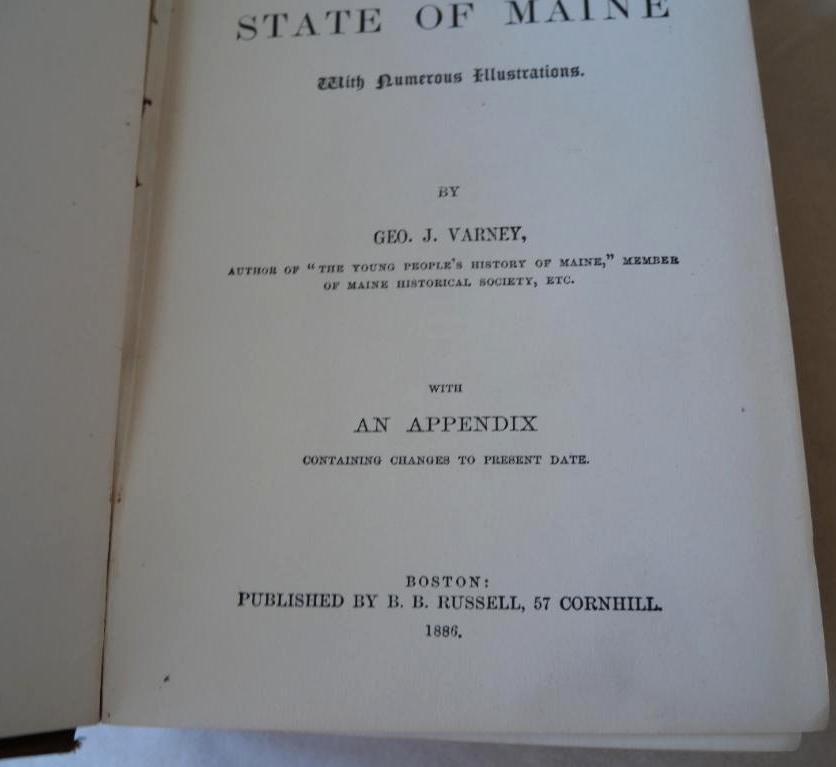 STATE OF MAINE
With Numerous Illustrations.
BY
GEO. J. VARNEY,
AUTHOR OF "THE YOUNG PEOPLE'S HISTORY OF MAINE," MEMBER
OF MAINE HISTORICAL SOCIETY, ETC.
WITH
AN APPENDIX
CONTAINING CHANGES TO PRESENT DATE.
BOSTON:
PUBLISHED BY B. B. RUSSELL, 57 CORNHILL.
1886.